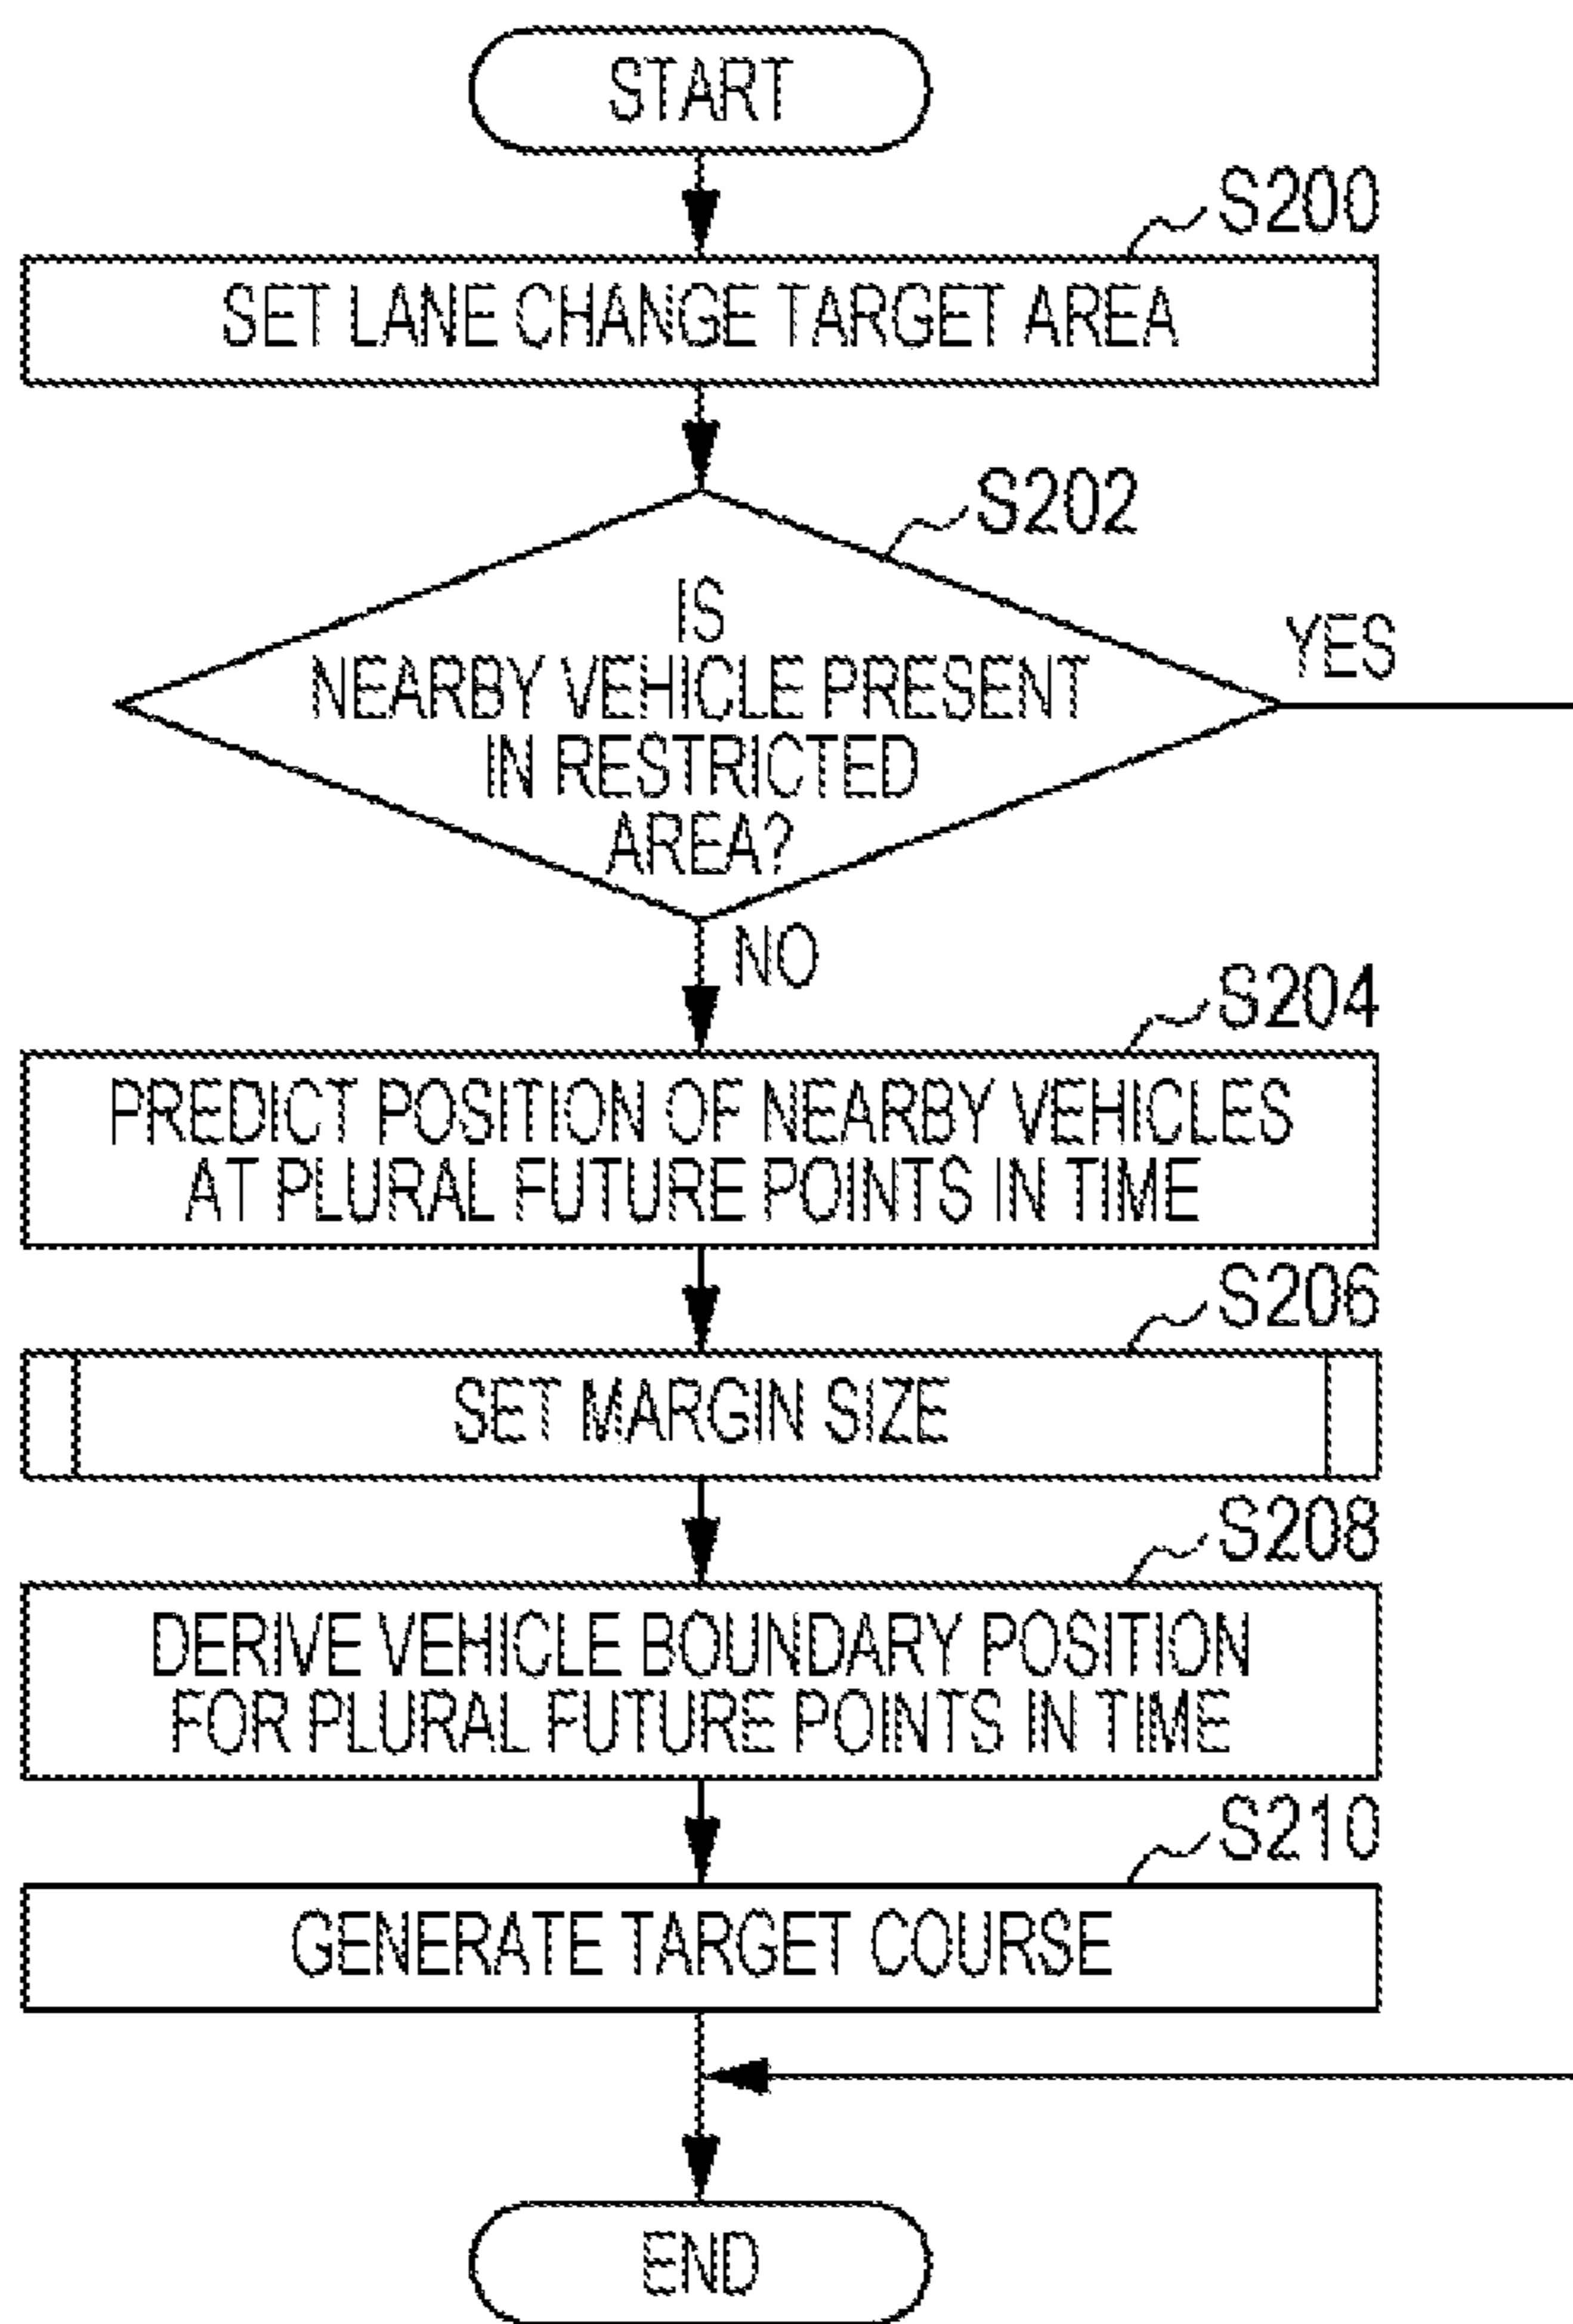 START
S200
SET LANE CHANGE TARGET AREA
S202
IS
NEARBY VEHICLE PRESENT
IN RESTRICTED
AREA?
YES
NO
S204
PREDICT POSITION OF NEARBY VEHICLES
AT PLURAL FUTURE POINTS IN TIME
S206
SET MARGIN SIZE
S208
DERIVE VEHICLE BOUNDARY POSITION
FOR PLURAL FUTURE POINTS IN TIME
S210
GENERATE TARGET COURSE
END